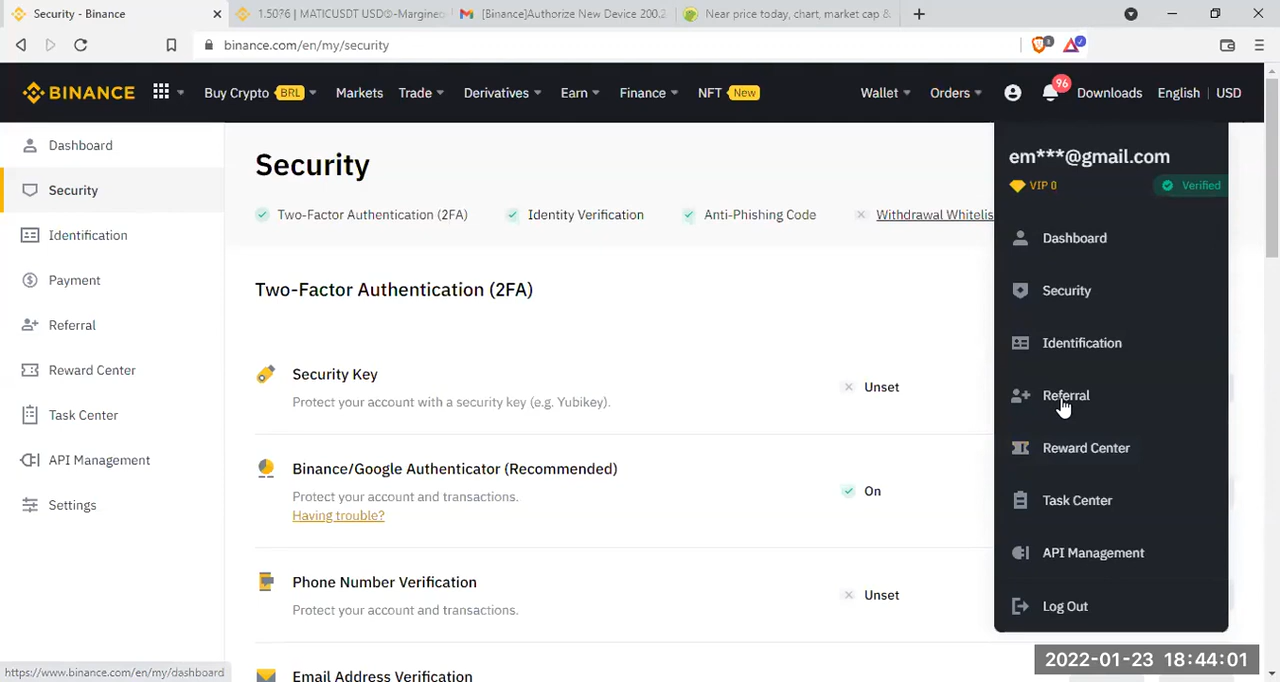 Security - Binance
1.50?6 | MATICUSDT USD®-Margined
[Binance]Authorize New Device 200.2
Near price today, chart, market cap &
binance.com/en/my/security
BINANCE
Buy Crypto BRL
Markets
Trade
Derivatives
Earn
Finance
NFT New
Wallet
Orders
96
Downloads
English | USD
Dashboard
Security
Identification
Payment
Referral
Reward Center
Task Center
API Management
Settings
Security
Two-Factor Authentication (2FA)
Identity Verification
Anti-Phishing Code
Withdrawal Whitelis
Two-Factor Authentication (2FA)
Security Key
Protect your account with a security key (e.g. Yubikey).
Unset
Binance/Google Authenticator (Recommended)
Protect your account and transactions.
Having trouble?
On
Phone Number Verification
Protect your account and transactions.
Unset
Email Address Verification
em***@gmail.com
VIP 0
Verified
Dashboard
Security
Identification
Referral
Reward Center
Task Center
API Management
Log Out
https://www.binance.com/en/my/dashboard
2022-01-23 18:44:01